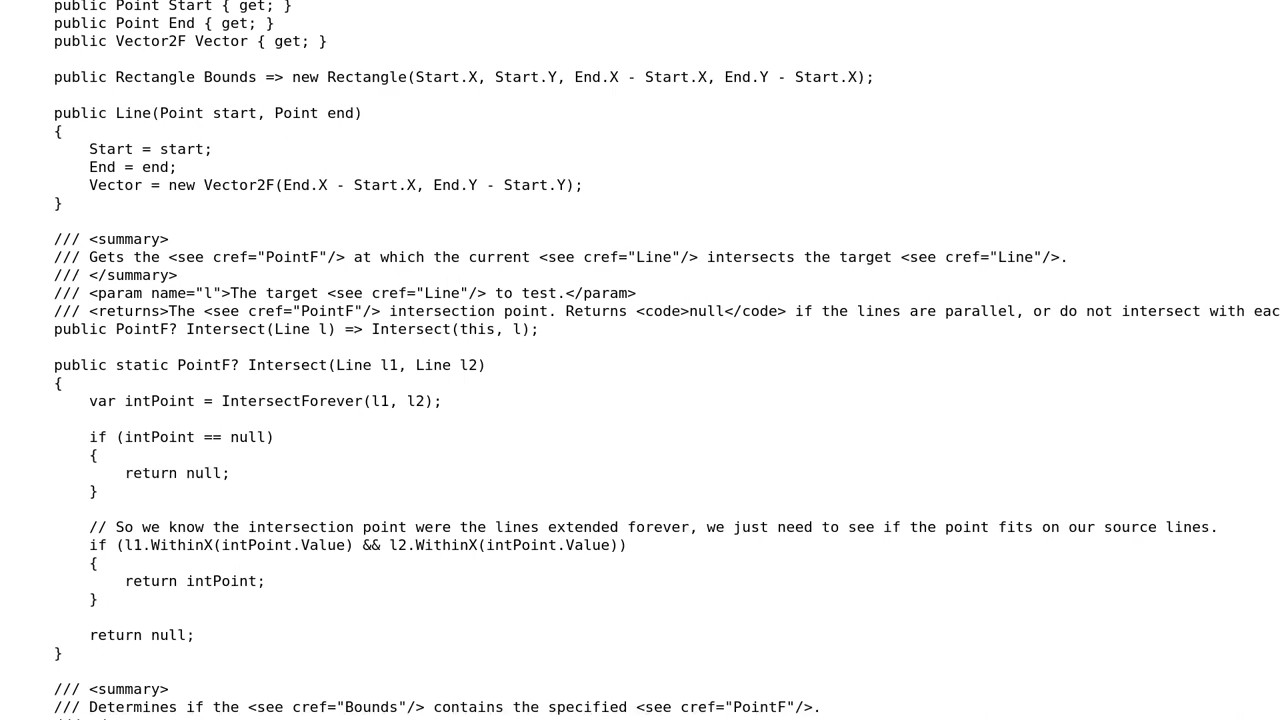 public Point Start { get; }
public Point End { get; }
public Vector2F Vector { get; }
public Rectangle Bounds => new Rectangle(Start.X, Start.Y, End.X - Start.X, End.Y - Start.X);
public Line(Point start, Point end)
{
Start = start;
End = end;
Vector = new Vector2F(End.X - Start.X, End.Y - Start.Y);
}
/// <summary>
/// Gets the <see cref="PointF"/> at which the current <see cref="Line"/> intersects the target <see cref="Line"/>.
/// </summary>
/// <param name="l">The target <see cref="Line"/> to test.</param>
/// <returns>The <see cref="PointF"/> intersection point. Returns <code>null</code> if the lines are parallel, or do not intersect with eac
public PointF? Intersect(Line l) => Intersect(this, l);
public static PointF? Intersect(Line l1, Line l2)
{
var intPoint = IntersectForever(l1, l2);
if (intPoint == null)
{
return null;
}
// So we know the intersection point were the lines extended forever, we just need to see if the point fits on our source lines.
if (l1.WithinX(intPoint.Value) && l2.WithinX(intPoint.Value))
{
return intPoint;
}
return null;
}
/// <summary>
/// Determines if the <see cref="Bounds"/> contains the specified <see cref="PointF"/>.